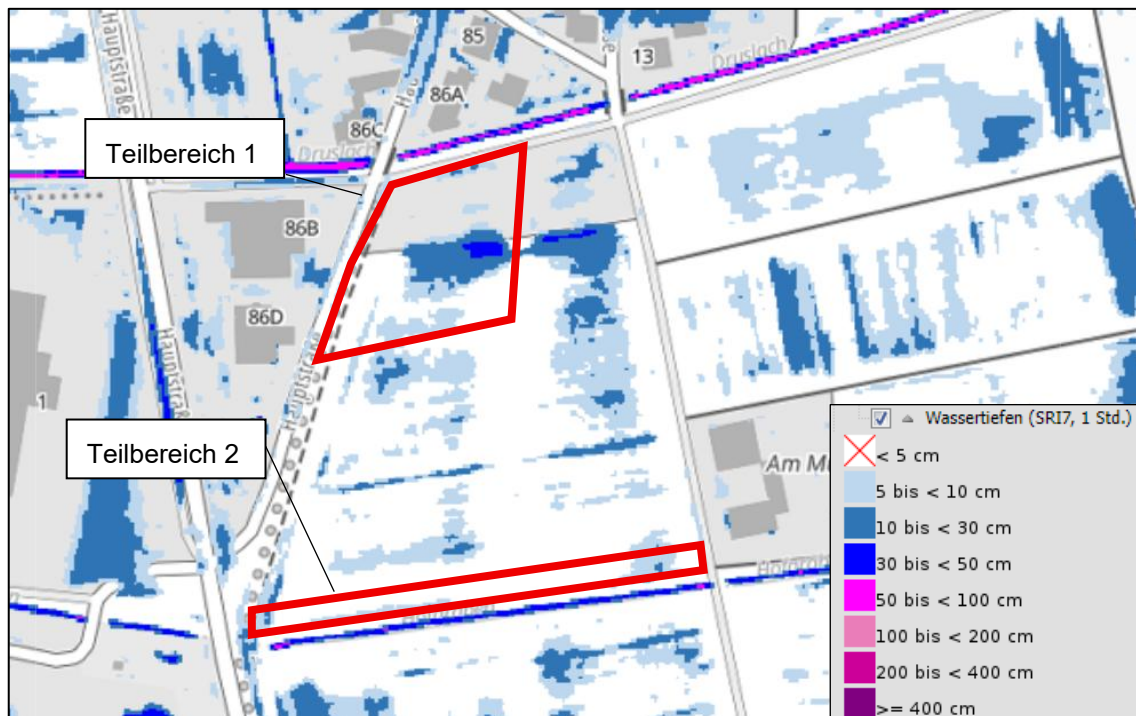 Hauptstraße
85
86A
86C
Hau
13
Druslach
Druslach
Teilbereich 1
86B
86D
Hauptstraße
Hauptstraße
1
Teilbereich 2
Am Mü
Wassertiefen (SRI7, 1 Std.)
< 5 cm
5 bis < 10 cm
10 bis < 30 cm
30 bis < 50 cm
50 bis < 100 cm
100 bis < 200 cm
200 bis < 400 cm
>= 400 cm